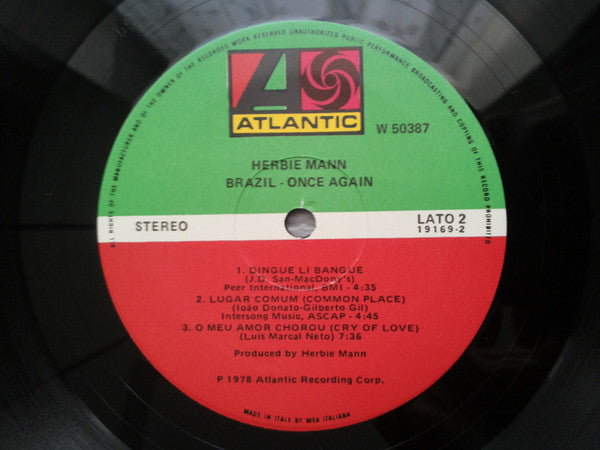 ALL RIGHTS OF THE MANUFACTURER AND OF THE OWNER OF THE RECORDED WORK RESERVED UNAUTHORIZED PUBLIC PERFORMANCE BROADCASTING AND COPYING OF THIS RECORD PROHIBITED
A
ATLANTIC
W 50387
HERBIE MANN
BRAZIL - ONCE AGAIN
STEREO
LATO 2
19169-2
1. DINGUE LI BANGUE
(J.D. San-MacDony's)
Peer International, BMI - 4:35
2. LUGAR COMUM (COMMON PLACE)
(Ioão Donato-Gilberto Gil)
Intersong Music, ASCAP - 4:45
3. O MEU AMOR CHOROU (CRY OF LOVE)
(Luis Marcal Neto) 7:36
Produced by Herbie Mann
P 1978 Atlantic Recording Corp.
MADE IN ITALY BY WEA ITALIANA